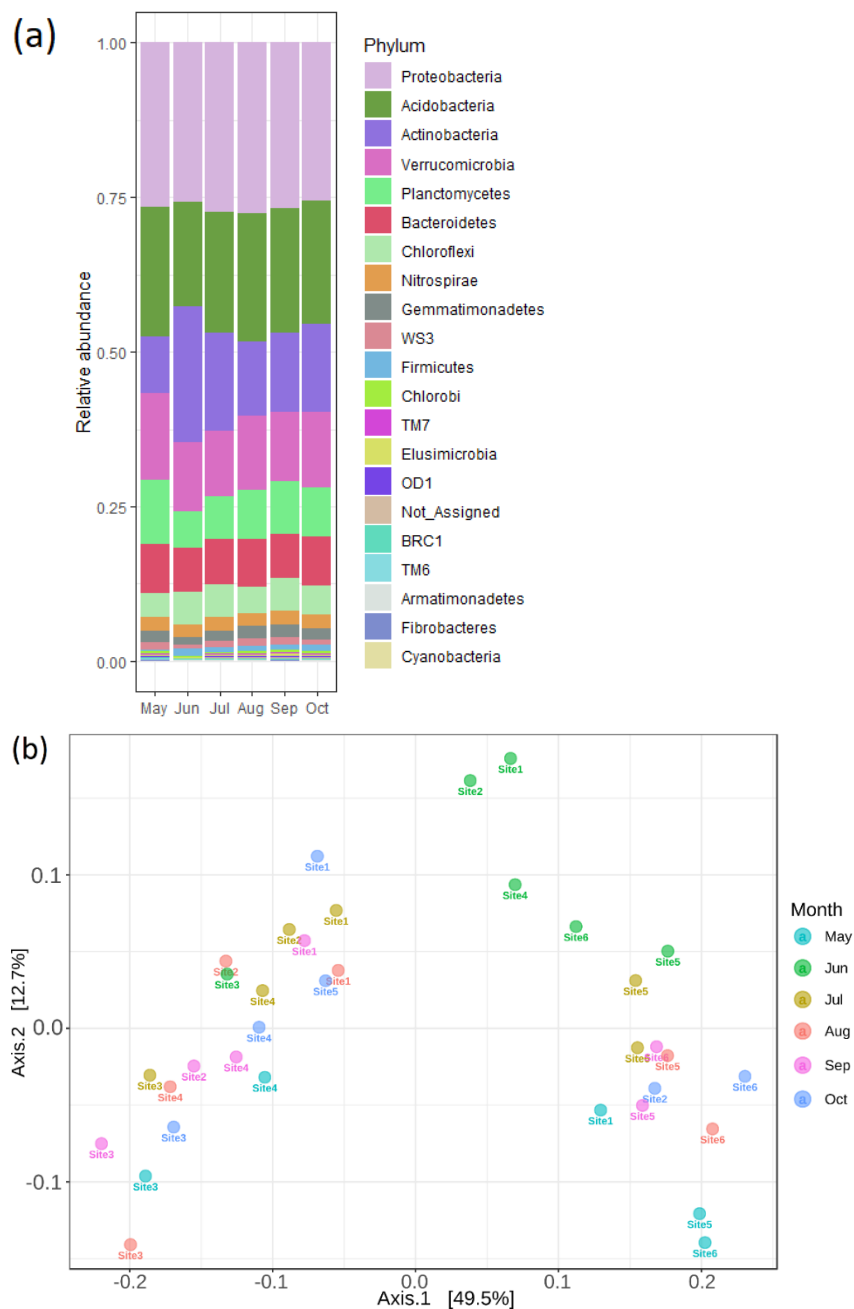 (a)
Phylum
1.00
0.75
0.50
0.25
0.00
Relative abundance
May Jun Jul Aug Sep Oct
Proteobacteria
Acidobacteria
Actinobacteria
Verrucomicrobia
Planctomycetes
Bacteroidetes
Chloroflexi
Nitrospirae
Gemmatimonadetes
WS3
Firmicutes
Chlorobi
TM7
Elusimicrobia
OD1
Not_Assigned
BRC1
TM6
Armatimonadetes
Fibrobacteres
Cyanobacteria
(b)
Site1
Site2
Site1
Site4
Site1
Site2
Site6
Site1
Site5
Site2
Site3
Site1
Site5
Site5
Site4
Site4
Site6
Site6
Site5
Site3
Site4
Site2
Site4
Site4
Site2
Site6
Site1
Site5
Site3
Site6
Site3
Site3
Site5
Site6
Site3
0.1
0.0
-0.1
Axis.2 [12.7%]
-0.2 -0.1 0.0 0.1 0.2
Axis.1 [49.5%]
Month
a May
a Jun
a Jul
a Aug
a Sep
a Oct